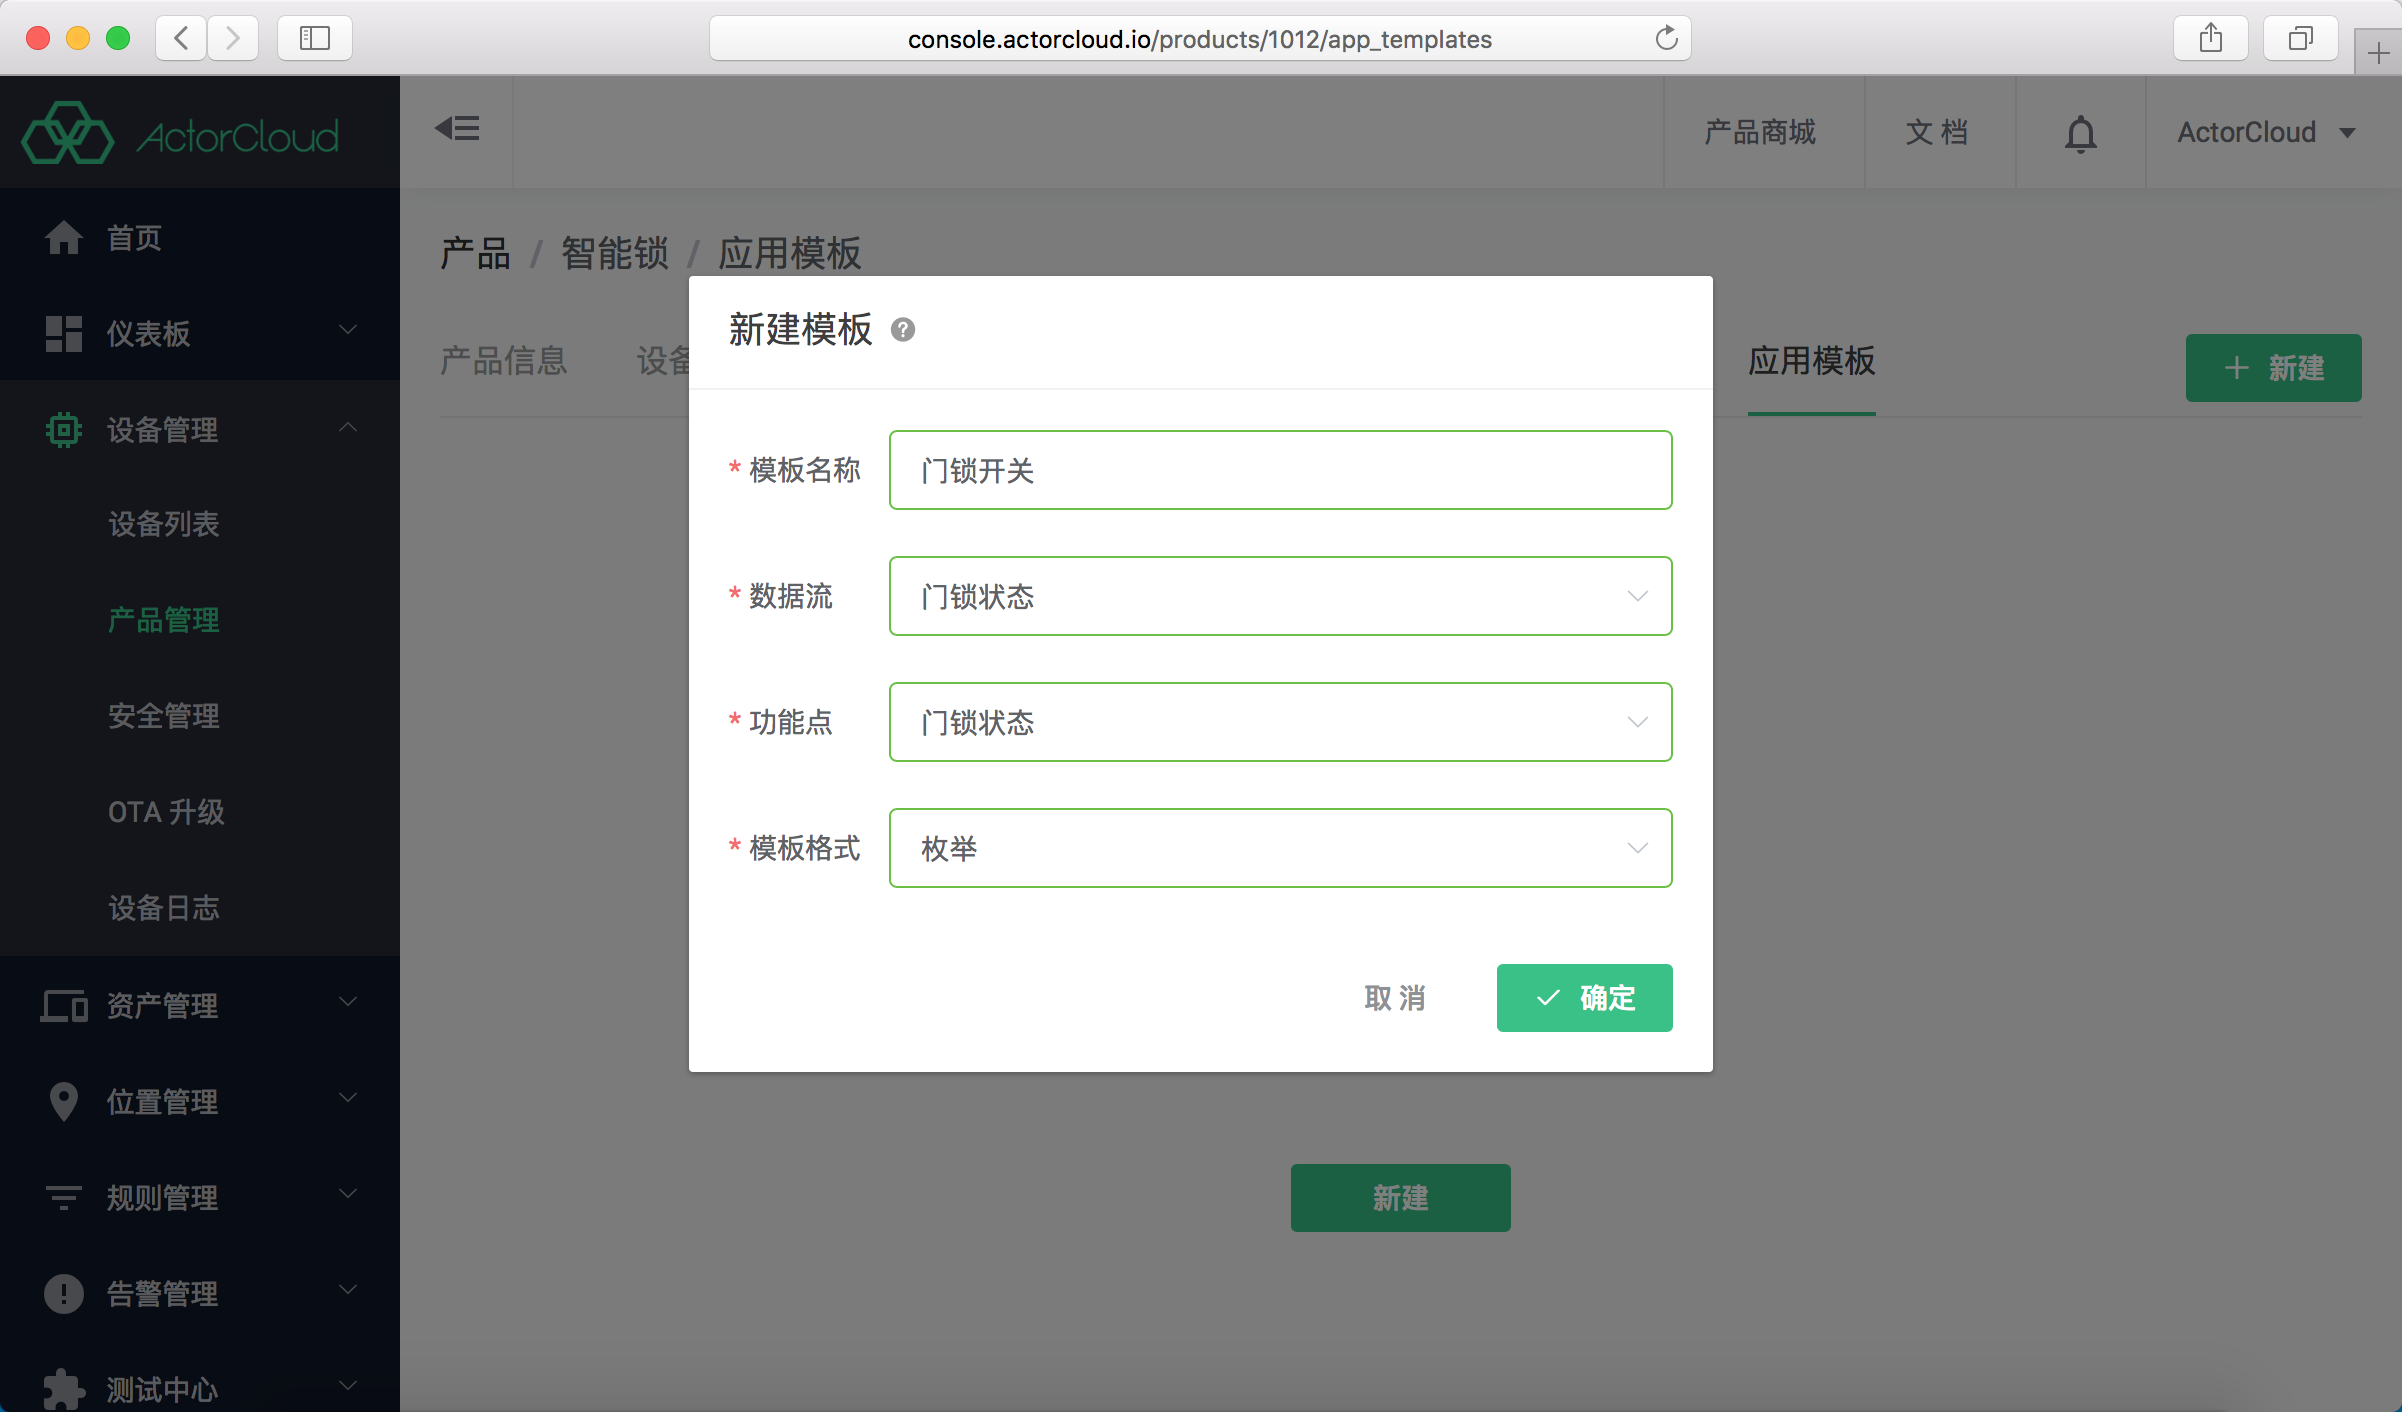 console.actorcloud.io/products/1012/app_templates
ActorCloud
产品商城
文 档
ActorCloud
首页
仪表板
设备管理
设备列表
产品管理
安全管理
OTA 升级
设备日志
资产管理
位置管理
规则管理
告警管理
测试中心
产品 / 智能锁 / 应用模板
产品信息
设备
应用模板
+ 新建
新建模板
* 模板名称 门锁开关
* 数据流 门锁状态
* 功能点 门锁状态
* 模板格式 枚举
取 消
确定
新建